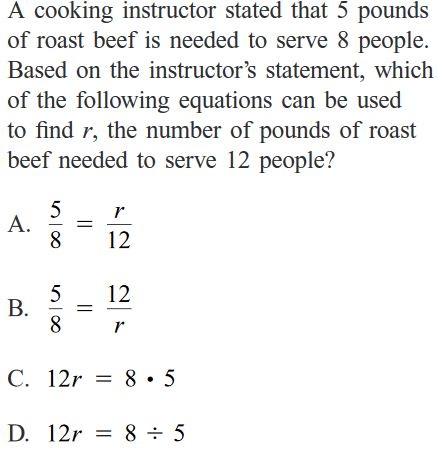 A cooking instructor stated that 5 pounds
of roast beef is needed to serve 8 people.
Based on the instructor’s statement, which
of the following equations can be used
to find r, the number of pounds of roast
beef needed to serve 12 people?
A. 5/8 = r/12
B. 5/8 = 12/r
C. 12r = 8 • 5
D. 12r = 8 ÷ 5